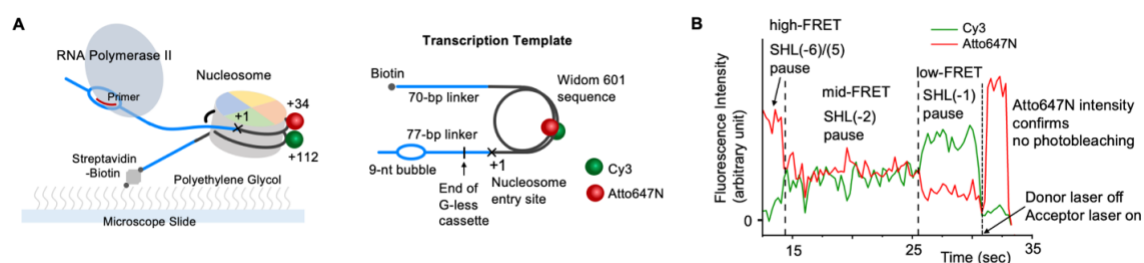 A
RNA Polymerase II
Primer
Nucleosome
+1
+34
+112
Streptavidin
-Biotin
Polyethylene Glycol
Microscope Slide
Transcription Template
Biotin
70-bp linker
Widom 601
sequence
77-bp linker
9-nt bubble
+1
End of
G-less
cassette
Nucleosome
entry site
Cy3
Atto647N
B
Fluorescence Intensity
(arbitrary unit)
0
high-FRET
SHL(-6)/(5)
pause
mid-FRET
SHL(-2)
pause
low-FRET
SHL(-1)
pause
Cy3
Atto647N
Atto647N intensity
confirms
no photobleaching
Donor laser off
Acceptor laser on
15
25
35
Time (sec)